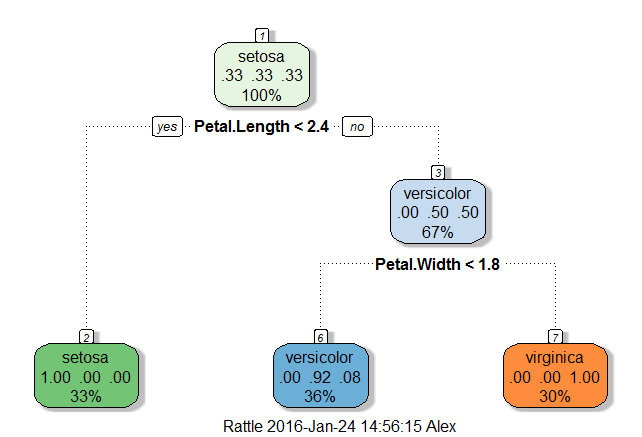 1
setosa
.33 .33 .33
100%
yes Petal.Length < 2.4 no
3
versicolor
.00 .50 .50
67%
Petal.Width < 1.8
2
setosa
1.00 .00 .00
33%
6
versicolor
.00 .92 .08
36%
7
virginica
.00 .00 1.00
30%
Rattle 2016-Jan-24 14:56:15 Alex